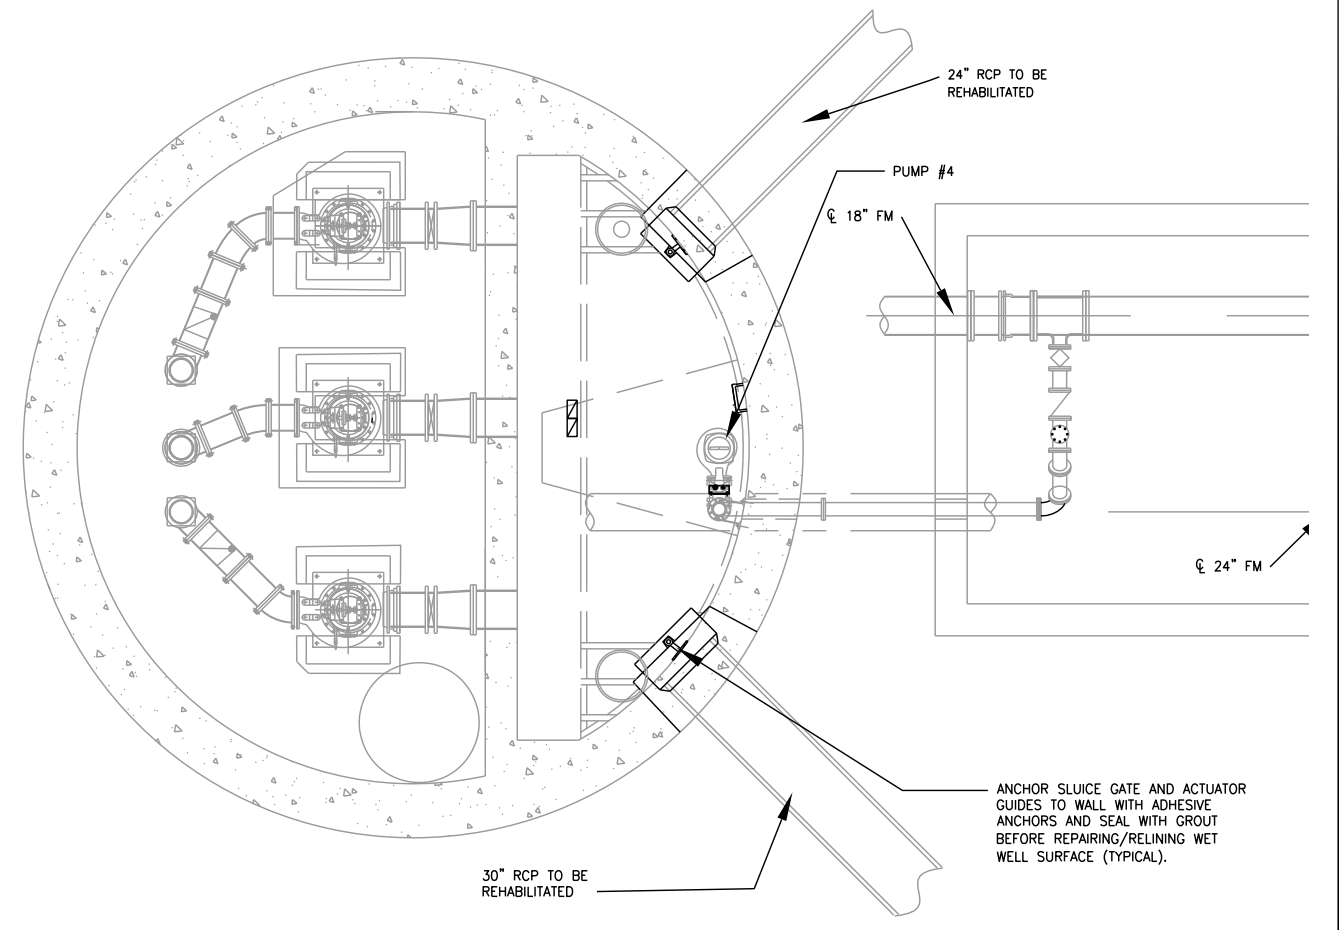 24" RCP TO BE
REHABILITATED
PUMP #4
℄ 18" FM
℄ 24" FM
ANCHOR SLUICE GATE AND ACTUATOR
GUIDES TO WALL WITH ADHESIVE
ANCHORS AND SEAL WITH GROUT
BEFORE REPAIRING/RELINING WET
WELL SURFACE (TYPICAL).
30" RCP TO BE
REHABILITATED